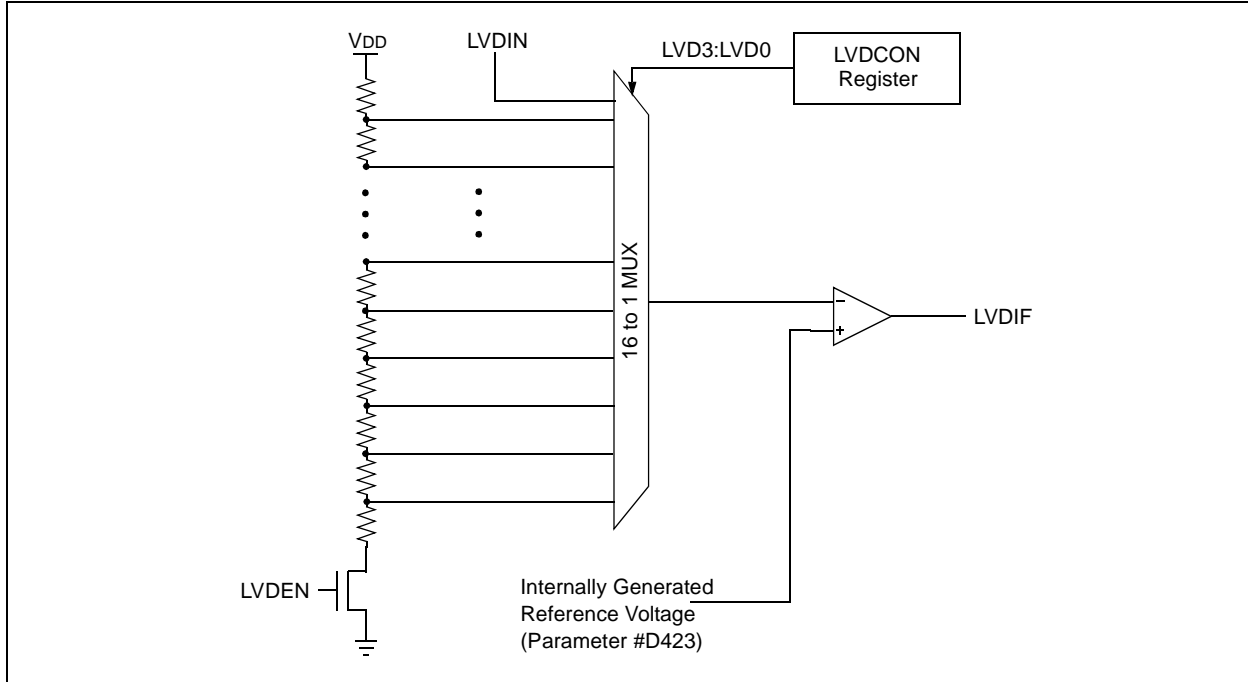 VDD
LVDIN
LVD3:LVD0
LVDCON
Register
16 to 1 MUX
−
+
LVDIF
LVDEN
Internally Generated
Reference Voltage
(Parameter #D423)